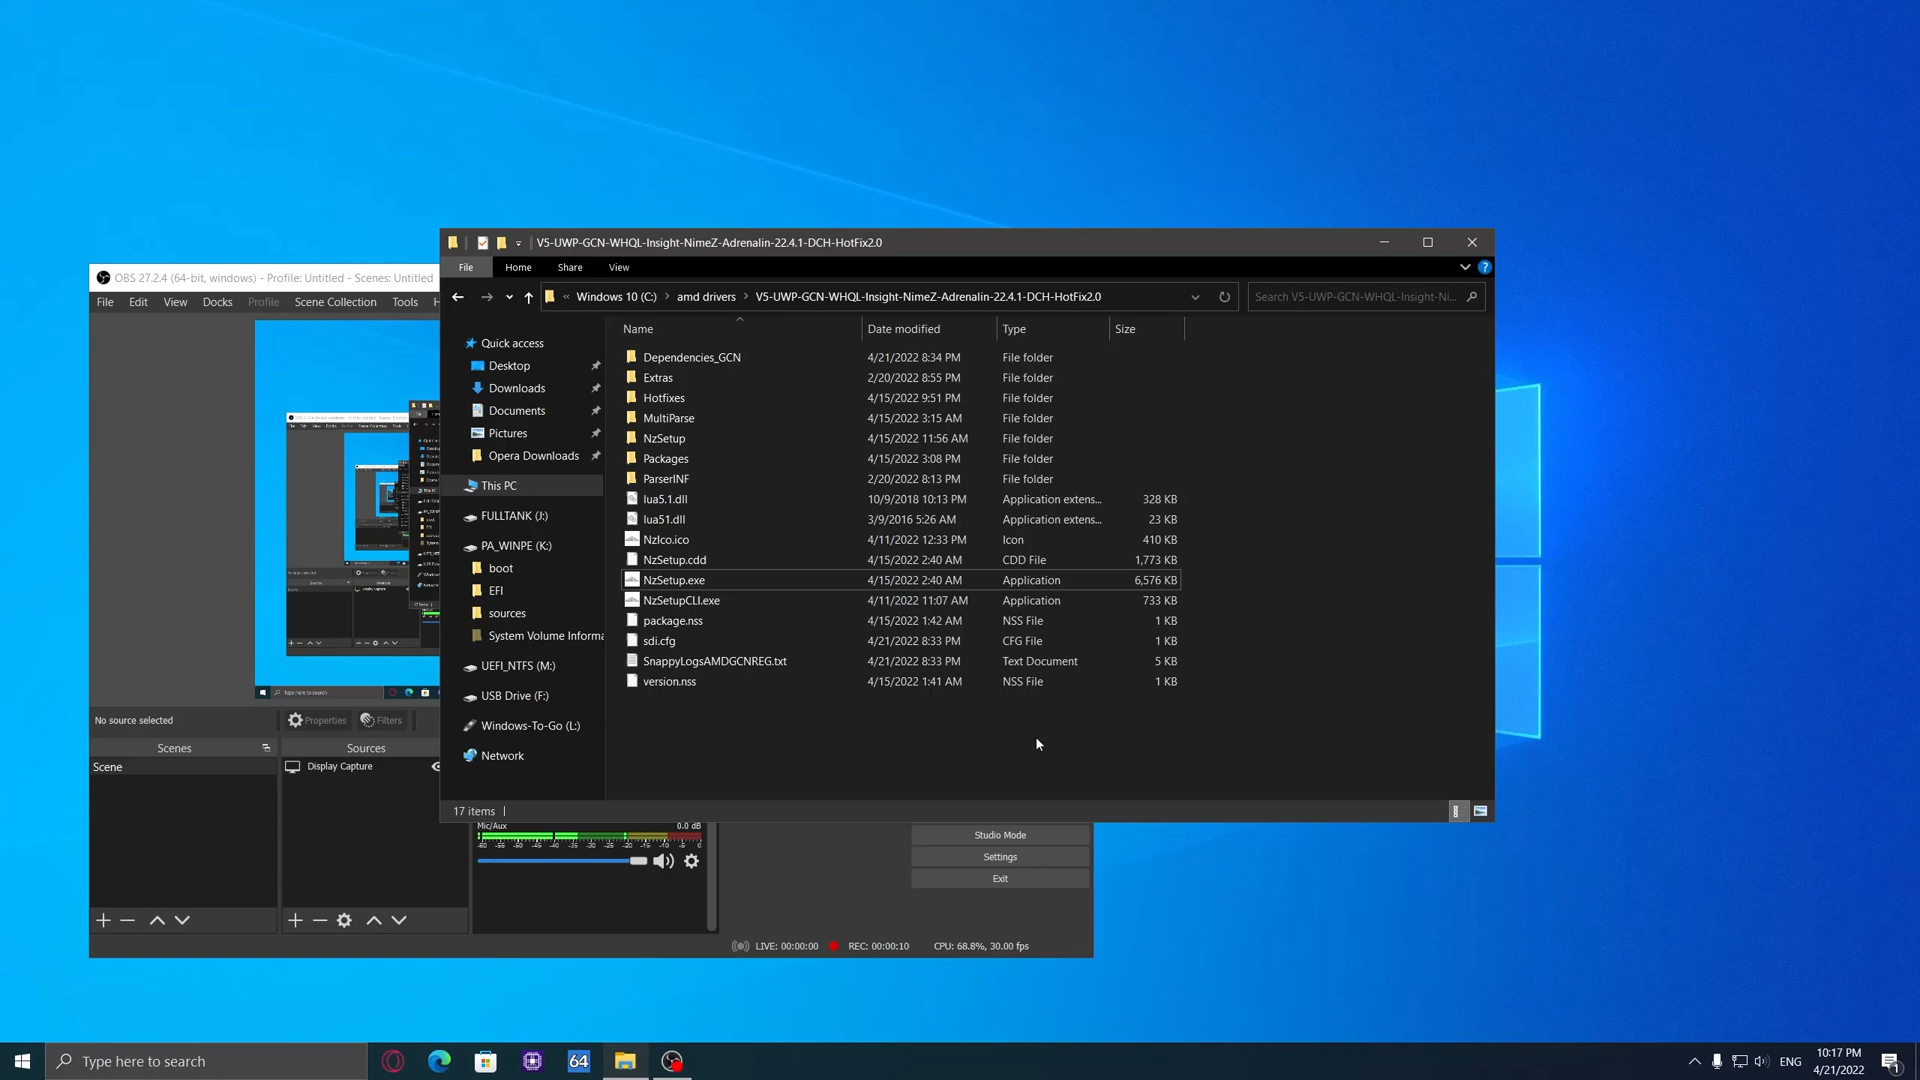 V5-UWP-GCN-WHQL-Insight-NimeZ-Adrenalin-22.4.1-DCH-HotFix2.0
File Home Share View
Windows 10 (C:) amd drivers V5-UWP-GCN-WHQL-Insight-NimeZ-Adrenalin-22.4.1-DCH-HotFix2.0 Search V5-UWP-GCN-WHQL-Insight-Ni...
Name Date modified Type Size
Quick access
Desktop
Downloads
Documents
Pictures
Opera Downloads
This PC
FULLTANK (J:)
PA_WINPE (K:)
boot
EFI
sources
System Volume Informa
UEFI_NTFS (M:)
USB Drive (F:)
Windows-To-Go (L:)
Network
Dependencies_GCN 4/21/2022 8:34 PM File folder
Extras 2/20/2022 8:55 PM File folder
Hotfixes 4/15/2022 9:51 PM File folder
MultiParse 4/15/2022 3:15 AM File folder
NzSetup 4/15/2022 11:56 AM File folder
Packages 4/15/2022 3:08 PM File folder
ParserINF 2/20/2022 8:13 PM File folder
lua5.1.dll 10/9/2018 10:13 PM Application extens... 328 KB
lua51.dll 3/9/2016 5:26 AM Application extens... 23 KB
NzIco.ico 4/11/2022 12:33 PM Icon 410 KB
NzSetup.cdd 4/15/2022 2:40 AM CDD File 1,773 KB
NzSetup.exe 4/15/2022 2:40 AM Application 6,576 KB
NzSetupCLI.exe 4/11/2022 11:07 AM Application 733 KB
package.nss 4/15/2022 1:42 AM NSS File 1 KB
sdi.cfg 4/21/2022 8:33 PM CFG File 1 KB
SnappyLogsAMDGCNREG.txt 4/21/2022 8:33 PM Text Document 5 KB
version.nss 4/15/2022 1:41 AM NSS File 1 KB
17 items
OBS 27.2.4 (64-bit, windows) - Profile: Untitled - Scenes: Untitled
File Edit View Docks Profile Scene Collection Tools H
No source selected Properties Filters
Scenes Sources
Scene Display Capture
Mic/Aux 0.0 dB
-60 -55 -50 -45 -40 -35 -30 -25 -20 -15 -10 -5 0
Studio Mode
Settings
Exit
LIVE: 00:00:00 REC: 00:00:10 CPU: 68.8%, 30.00 fps
Type here to search
64
ENG
10:17 PM
4/21/2022
1